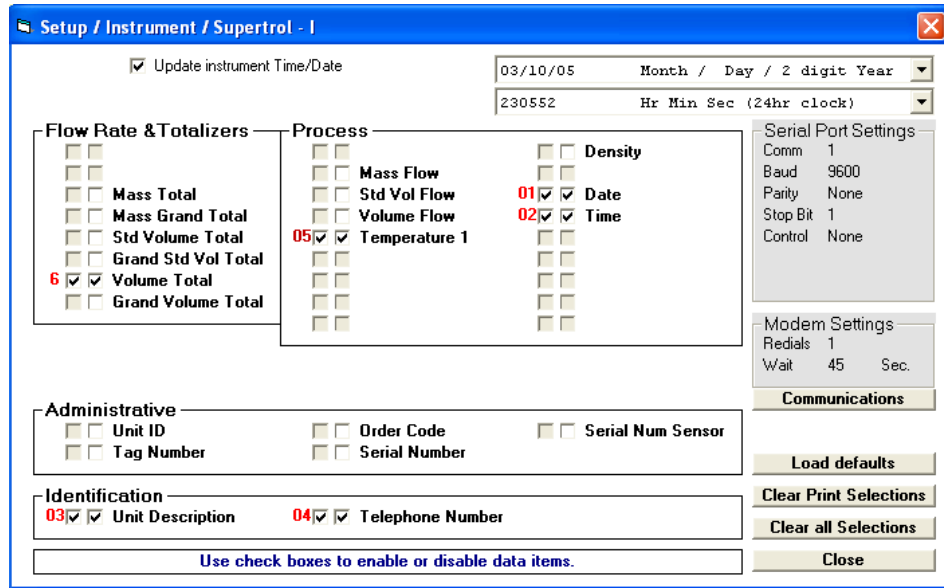 Setup / Instrument / Supertrol - I
Update instrument Time/Date
03/10/05 Month / Day / 2 digit Year
230552 Hr Min Sec (24hr clock)
Flow Rate &Totalizers
Mass Total
Mass Grand Total
Std Volume Total
Grand Std Vol Total
6 Volume Total
Grand Volume Total
Process
Mass Flow
Std Vol Flow
Volume Flow
05 Temperature 1
Density
01 Date
02 Time
Serial Port Settings
Comm 1
Baud 9600
Parity None
Stop Bit 1
Control None
Modem Settings
Redials 1
Wait 45 Sec.
Communications
Administrative
Unit ID
Tag Number
Order Code
Serial Number
Serial Num Sensor
Load defaults
Clear Print Selections
Clear all Selections
Close
Identification
03 Unit Description
04 Telephone Number
Use check boxes to enable or disable data items.